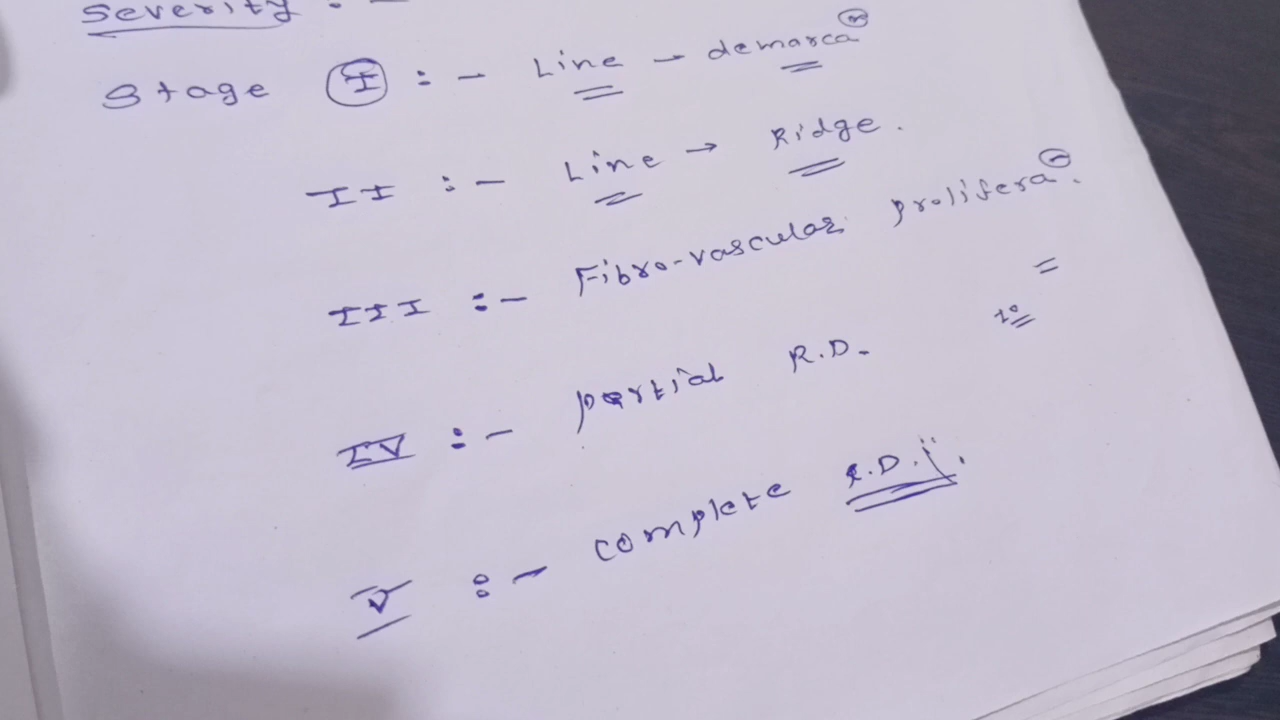 Severity :-
Stage I :- Line - demarca(n)
II :- Line → Ridge.
III :- Fibro-vascular prolifera(n).
IV :- partial R.D.
V :- complete R.D.